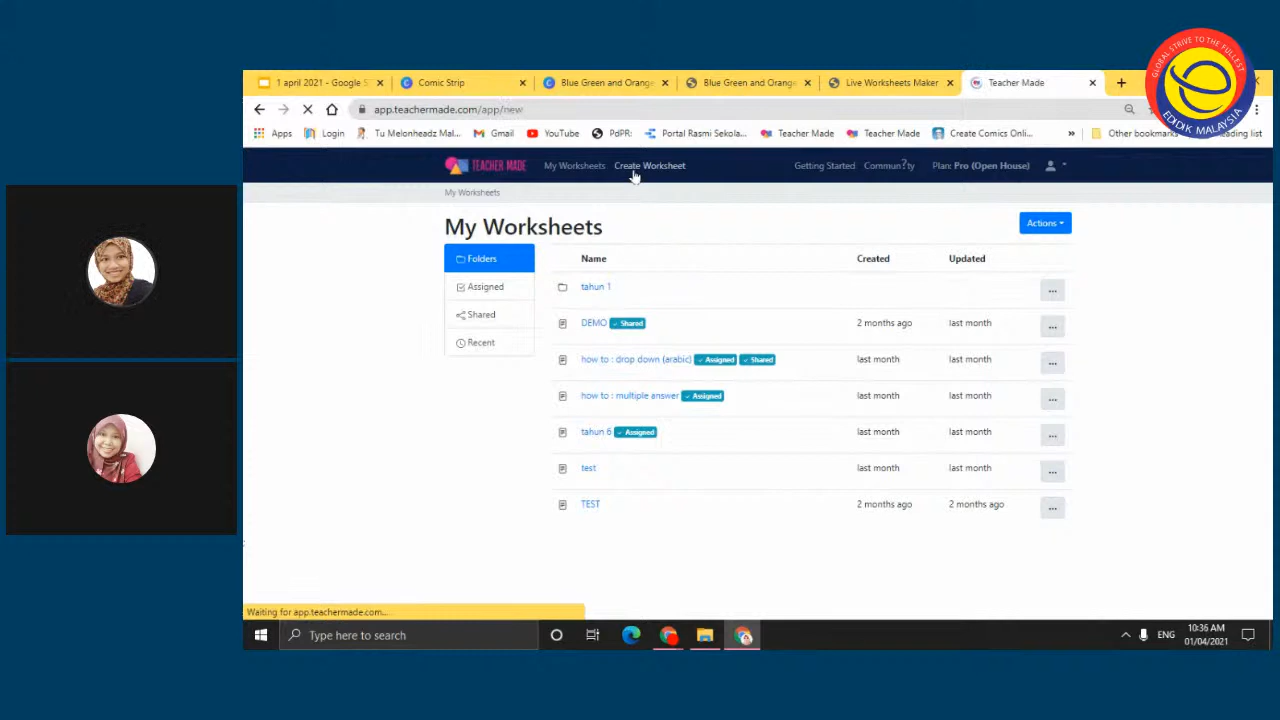 GLOBAL STRIVE TO THE FULLEST
EDIDIK MALAYSIA
1 april 2021 - Google S
Comic Strip
Blue Green and Orange
Blue Green and Orange
Live Worksheets Maker
Teacher Made
app.teachermade.com/app/new
Apps
Login
Tu Melonheadz Mal...
Gmail
YouTube
PdPR:
Portal Rasmi Sekola...
Teacher Made
Teacher Made
Create Comics Onli...
»
Other bookmarks
Reading list
TEACHER MADE
My Worksheets
Create Worksheet
Getting Started
Commun?ty
Plan: Pro (Open House)
My Worksheets
My Worksheets
Actions
Folders
Assigned
Shared
Recent
Name Created Updated
tahun 1
DEMO Shared 2 months ago last month
how to : drop down (arabic) Assigned Shared last month last month
how to : multiple answer Assigned last month last month
tahun 6 Assigned last month last month
test last month last month
TEST 2 months ago 2 months ago
Waiting for app.teachermade.com...
Type here to search
ENG
10:36 AM
01/04/2021